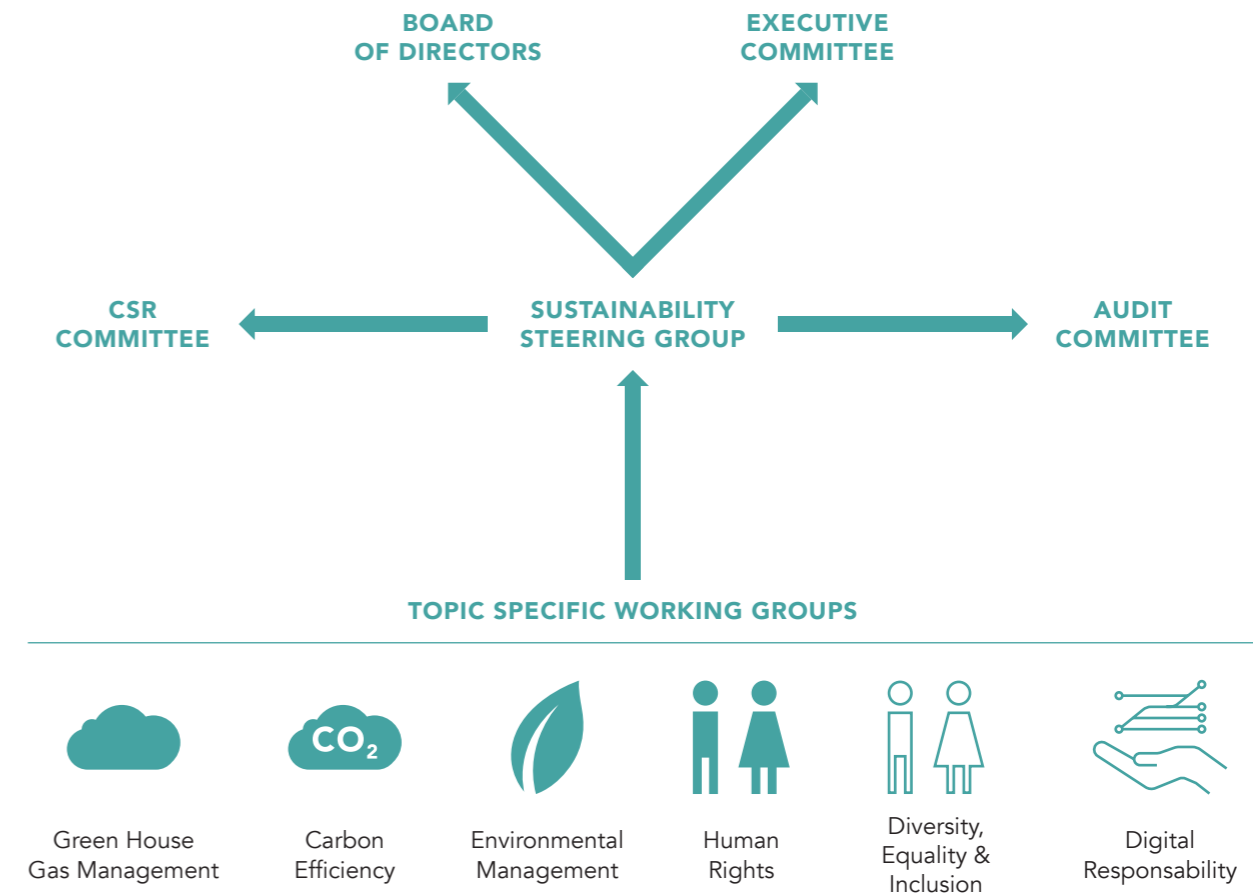 BOARD
OF DIRECTORS
EXECUTIVE
COMMITTEE
CSR
COMMITTEE
SUSTAINABILITY
STEERING GROUP
AUDIT
COMMITTEE
TOPIC SPECIFIC WORKING GROUPS
CO₂
Green House
Gas Management
Carbon
Efficiency
Environmental
Management
Human
Rights
Diversity,
Equality &
Inclusion
Digital
Responsability